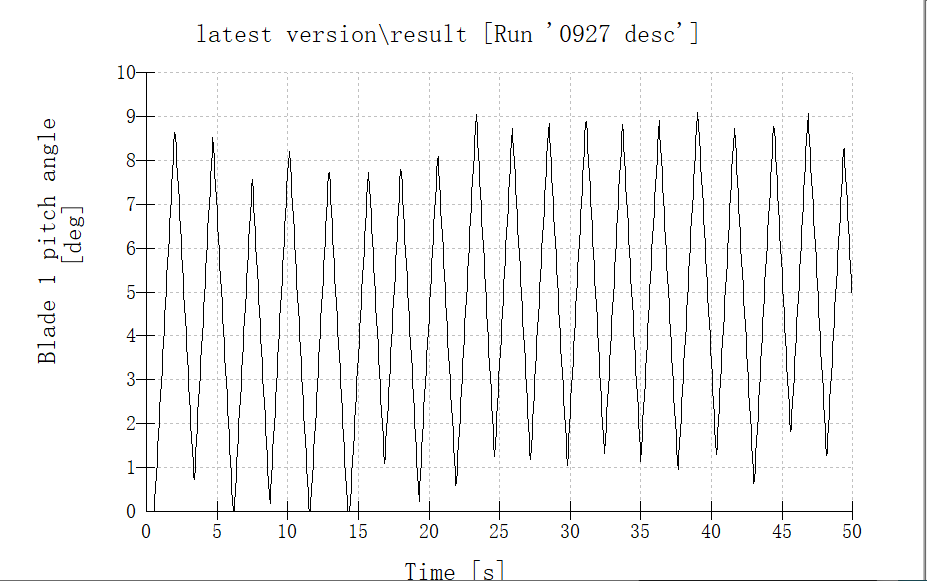 latest version\result [Run '0927 desc']
Blade 1 pitch angle
[deg]
10
9
8
7
6
5
4
3
2
1
0
0 5 10 15 20 25 30 35 40 45 50
Time [s]